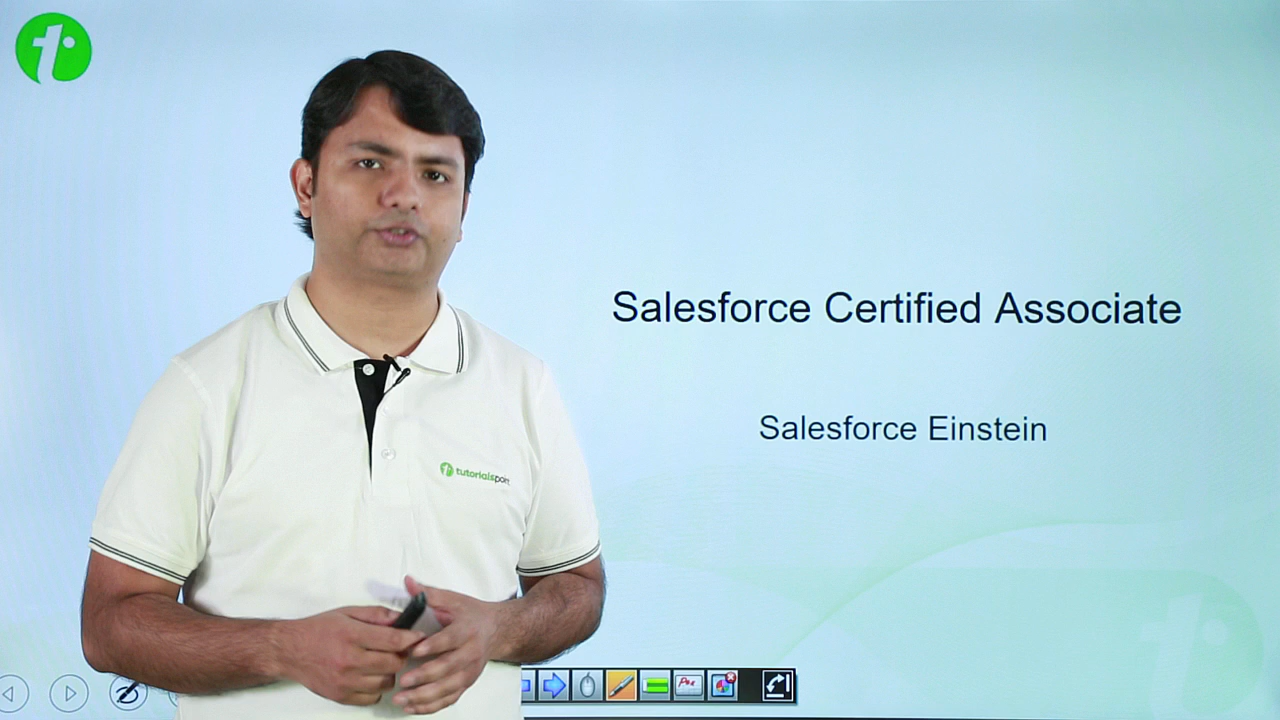 Salesforce Certified Associate
Salesforce Einstein
tutorialspoint